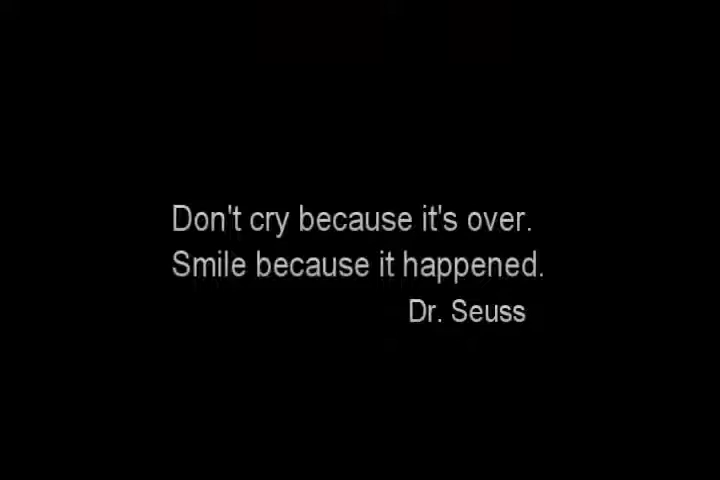 Don't cry because it's over.
Smile because it happened.
Dr. Seuss